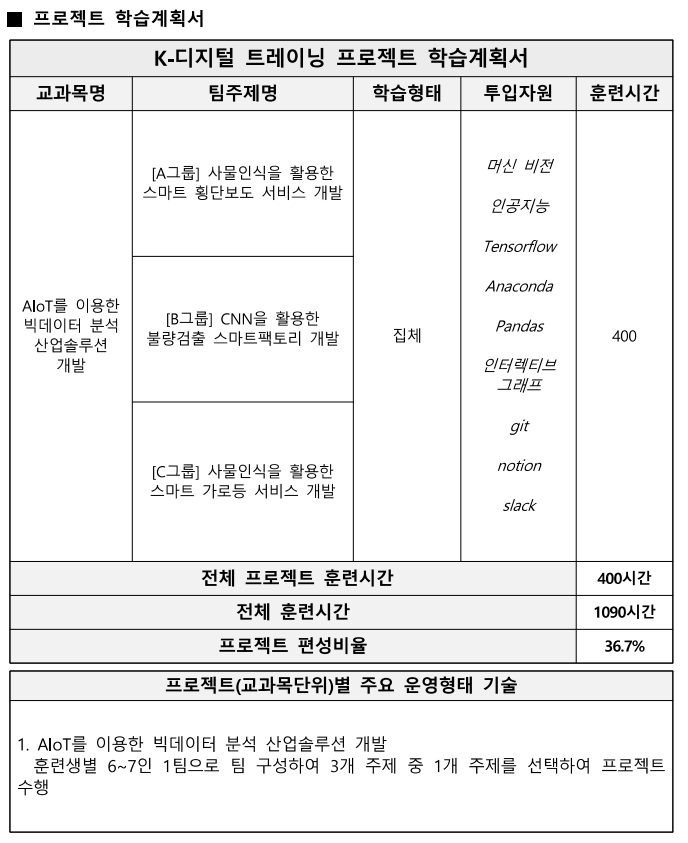 ■ 프로젝트 학습계획서
K-디지털 트레이닝 프로젝트 학습계획서
교과목명 팀주제명 학습형태 투입자원 훈련시간
AIoT를 이용한
빅데이터 분석
산업솔루션
개발
[A그룹] 사물인식을 활용한
스마트 횡단보도 서비스 개발
[B그룹] CNN을 활용한
불량검출 스마트팩토리 개발
[C그룹] 사물인식을 활용한
스마트 가로등 서비스 개발
집체
머신 비전
인공지능
Tensorflow
Anaconda
Pandas
인터렉티브
그래프
git
notion
slack
400
전체 프로젝트 훈련시간 400시간
전체 훈련시간 1090시간
프로젝트 편성비율 36.7%
프로젝트(교과목단위)별 주요 운영형태 기술
1. AIoT를 이용한 빅데이터 분석 산업솔루션 개발
훈련생별 6~7인 1팀으로 팀 구성하여 3개 주제 중 1개 주제를 선택하여 프로젝트
수행